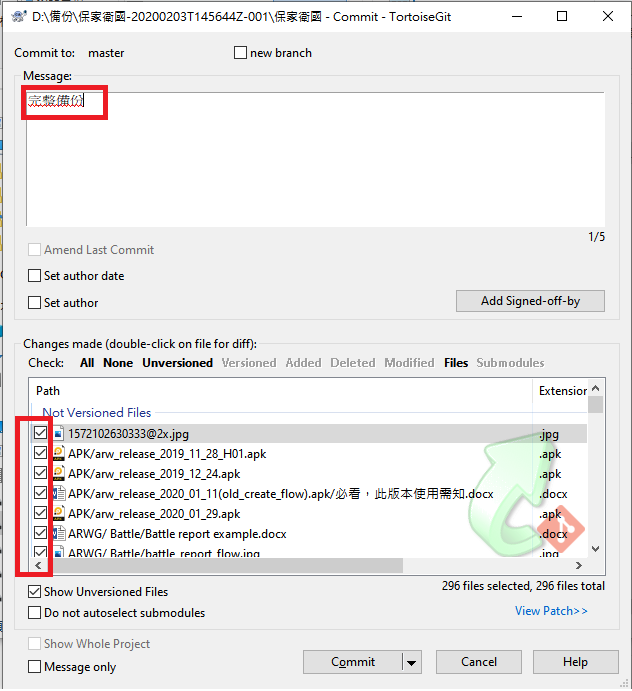 D:\備份\保家衛國-20200203T145644Z-001\保家衛國 - Commit - TortoiseGit
Commit to: master new branch
Message:
完整備份
1/5
Amend Last Commit
Set author date
Set author
Add Signed-off-by
Changes made (double-click on file for diff):
Check: All None Unversioned Versioned Added Deleted Modified Files Submodules
Path Extension
Not Versioned Files
1572102630333@2x.jpg .jpg
APK/arw_release_2019_11_28_H01.apk .apk
APK/arw_release_2019_12_24.apk .apk
APK/arw_release_2020_01_11(old_create_flow).apk/必看，此版本使用需知.docx .docx
APK/arw_release_2020_01_29.apk .apk
ARWG/ Battle/Battle report example.docx .docx
ARWG/ Battle/battle_report_flow.jpg .jpg
Show Unversioned Files
296 files selected, 296 files total
Do not autoselect submodules
View Patch>>
Show Whole Project
Message only
Commit Cancel Help